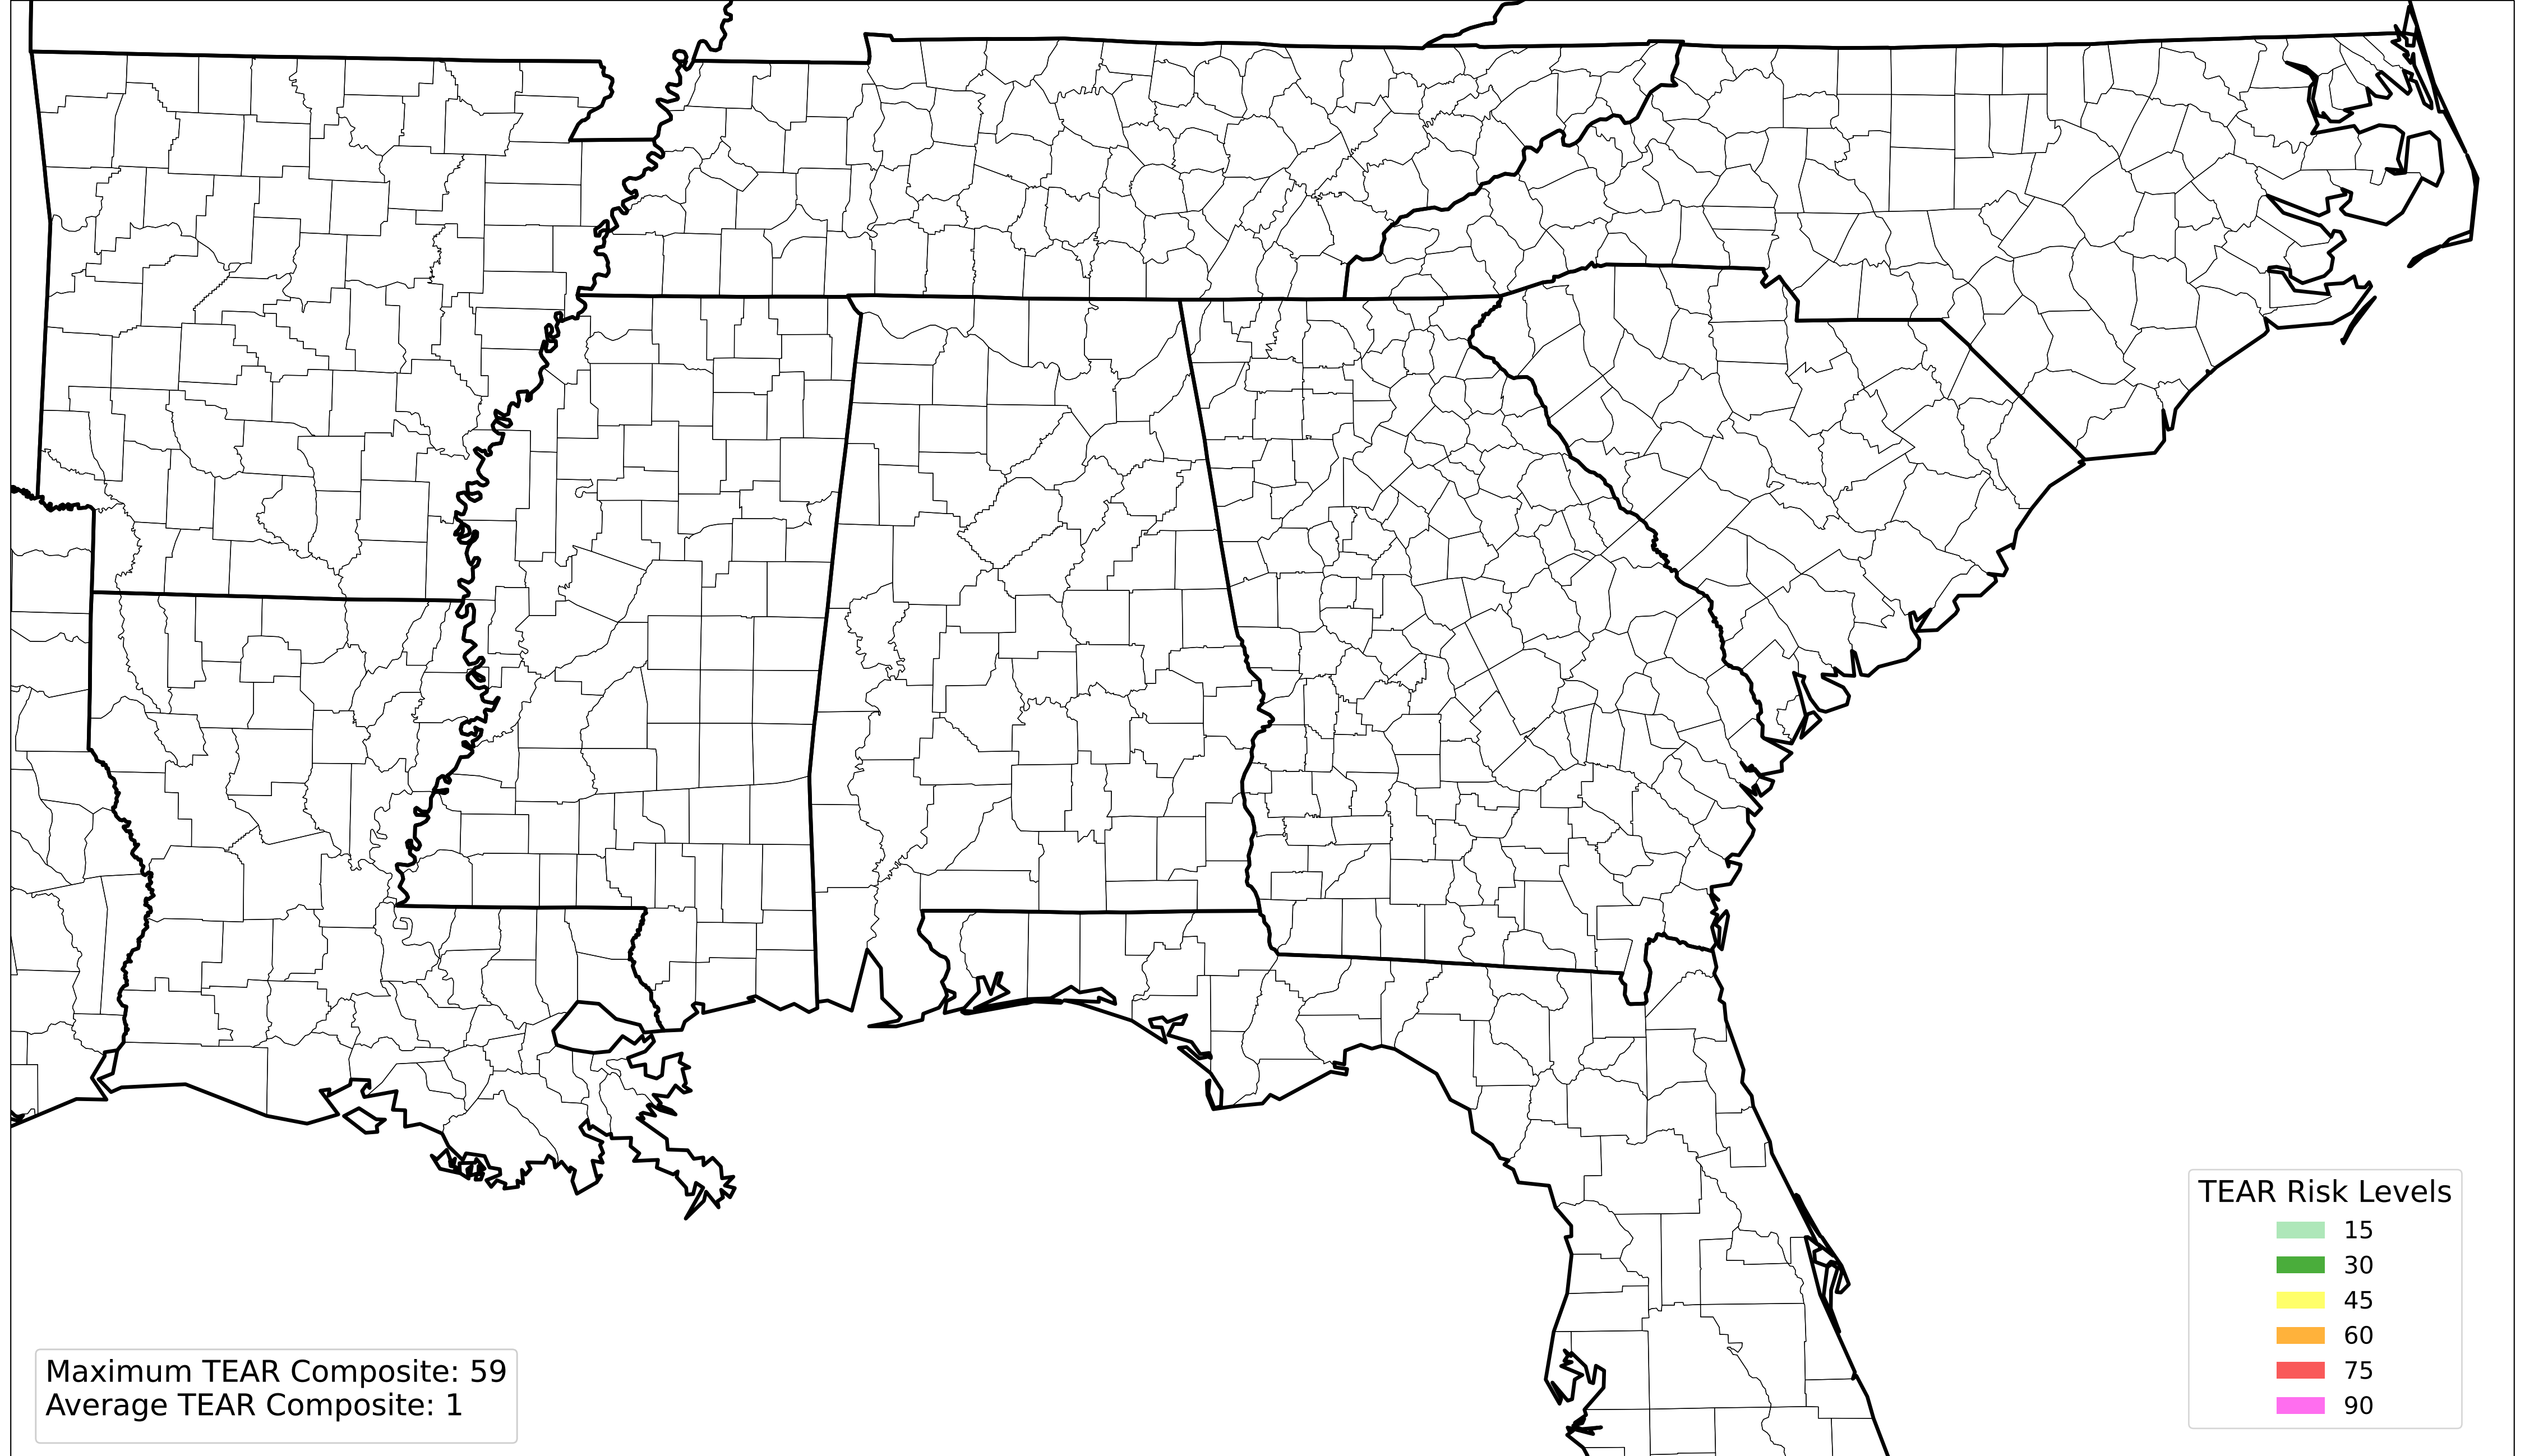 TEAR Risk Levels
15
30
45
60
75
90
Maximum TEAR Composite: 59
Average TEAR Composite: 1